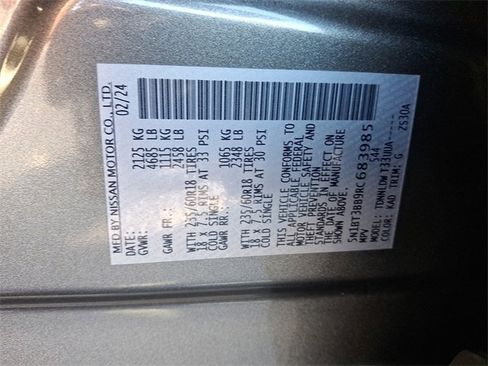 MFD BY NISSAN MOTOR CO., LTD.
DATE: 02/24
GVWR: 2125 KG
4685 LB
GAWR FR.: 1115 KG
2458 LB
WITH 235/60R18 TIRES
18 X 7.5 RIMS AT 33 PSI
COLD SINGLE
GAWR RR.: 1065 KG
2348 LB
WITH 235/60R18 TIRES
18 X 7.5 RIMS AT 30 PSI
COLD SINGLE
THIS VEHICLE CONFORMS TO
ALL APPLICABLE FEDERAL
MOTOR VEHICLE SAFETY AND
THEFT PREVENTION
STANDARDS IN EFFECT ON
THE DATE OF MANUFACTURE
SHOWN ABOVE.
5N1BT3BB9RC683985
MPV 544
MODEL:
COLOR: KAD TRIM: G ZS30A